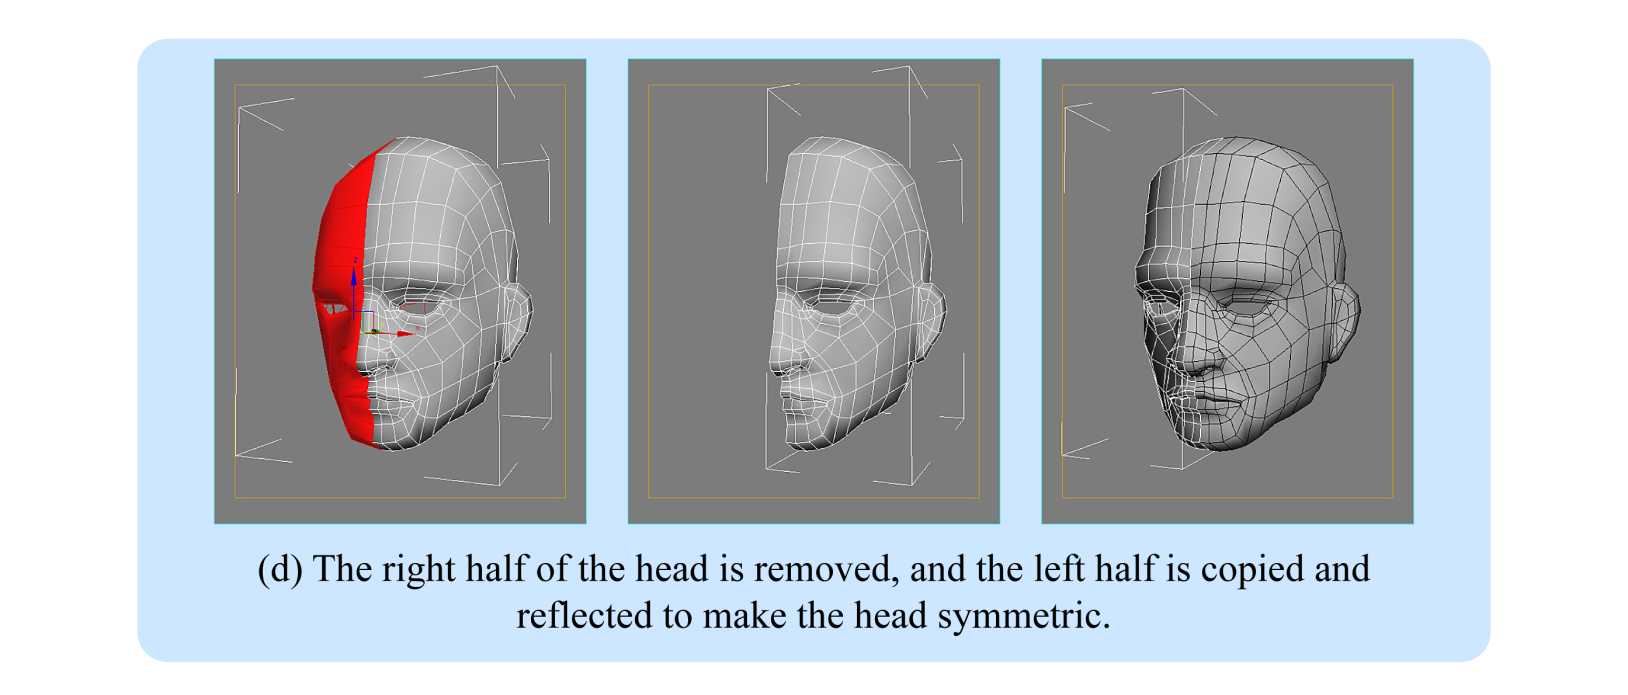 z
x
(d) The right half of the head is removed, and the left half is copied and
reflected to make the head symmetric.